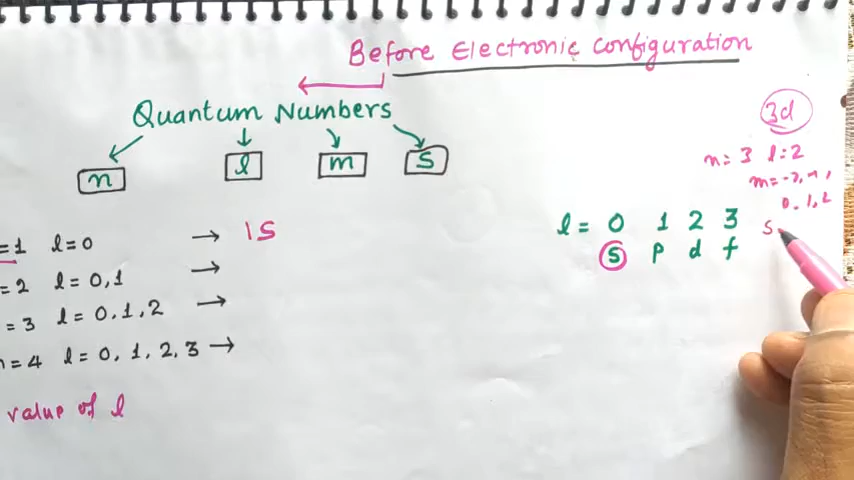 Before Electronic configuration
Quantum Numbers
n l m s
=1 l=0 → 1S
=2 l=0,1 →
=3 l=0,1,2 →
n=4 l=0, 1, 2, 3 →
value of l
l= 0 1 2 3
s p d f
3d
n=3 l=2
m=-2,-1,
0,1,2
S